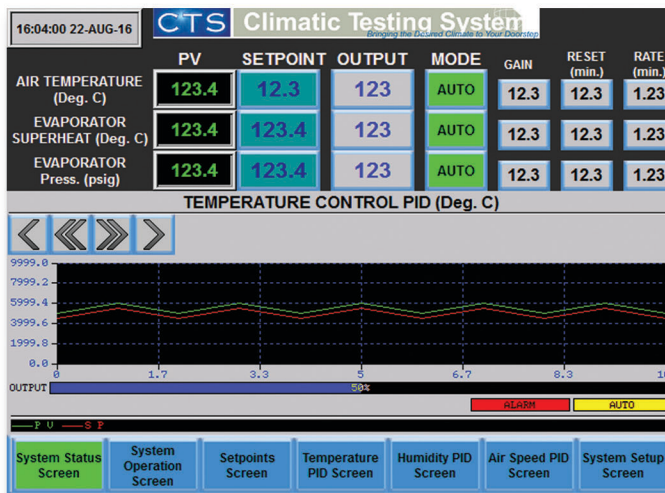 16:04:00 22-AUG-16
CTS Climatic Testing System
Bringing the Desired Climate to Your Doorstep
PV SETPOINT OUTPUT MODE GAIN RESET (min.) RATE (min.)
AIR TEMPERATURE (Deg. C) 123.4 12.3 123 AUTO 12.3 12.3 1.23
EVAPORATOR SUPERHEAT (Deg. C) 123.4 123.4 123 AUTO 12.3 12.3 1.23
EVAPORATOR Press. (psig) 123.4 123.4 123 AUTO 12.3 12.3 1.23
TEMPERATURE CONTROL PID (Deg. C)
9999.0
7999.2
5999.4
3999.6
1999.8
0.0
0 1.7 3.3 5 6.7 8.3 10
OUTPUT 50%
ALARM AUTO
PV SP
System Status Screen
System Operation Screen
Setpoints Screen
Temperature PID Screen
Humidity PID Screen
Air Speed PID Screen
System Setup Screen